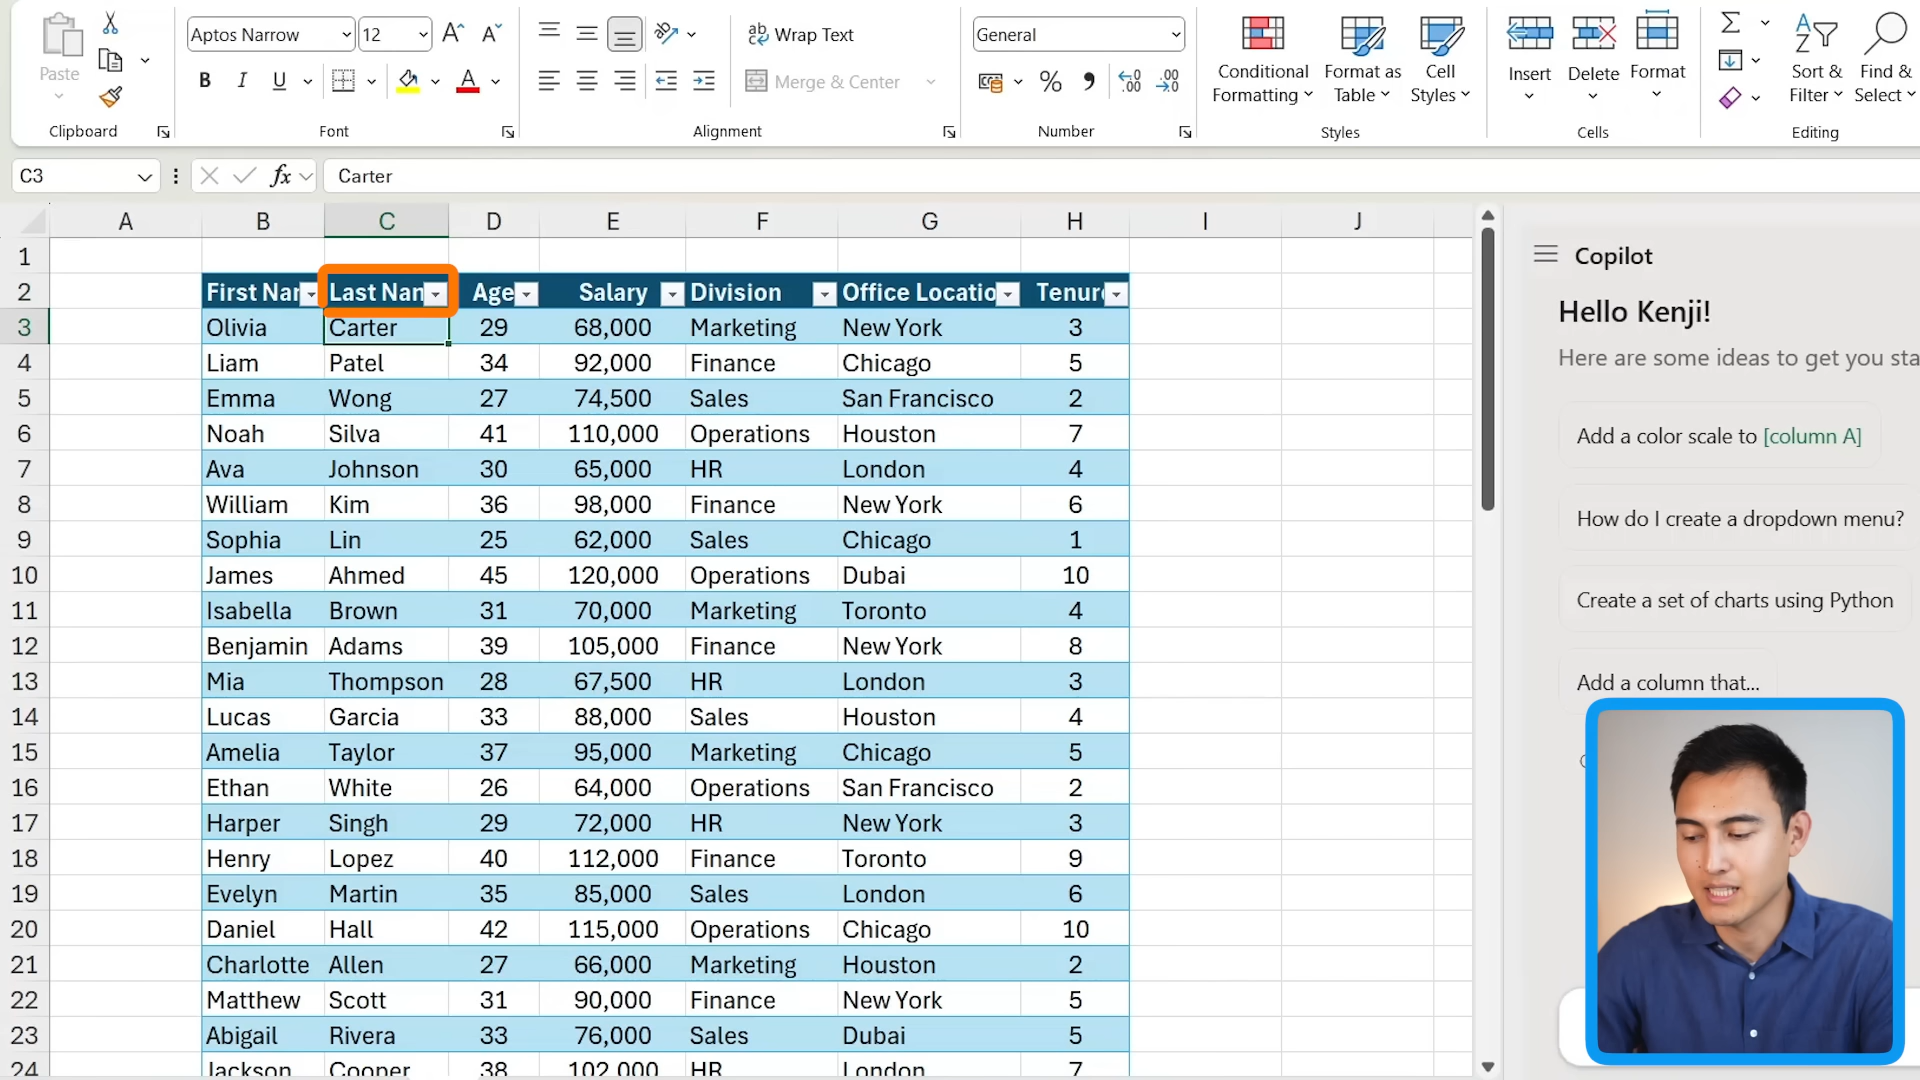 Aptos Narrow 12 A^ A˅ Wrap Text General
Paste B I U A Merge & Center % 9 Conditional Formatting Format as Table Cell Styles Insert Delete Format Sort & Filter Find & Select
Clipboard Font Alignment Number Styles Cells Editing
C3 fx Carter
A B C D E F G H I J
1
2 First Nar Last Nan Age Salary Division Office Locatio Tenur
3 Olivia Carter 29 68,000 Marketing New York 3
4 Liam Patel 34 92,000 Finance Chicago 5
5 Emma Wong 27 74,500 Sales San Francisco 2
6 Noah Silva 41 110,000 Operations Houston 7
7 Ava Johnson 30 65,000 HR London 4
8 William Kim 36 98,000 Finance New York 6
9 Sophia Lin 25 62,000 Sales Chicago 1
10 James Ahmed 45 120,000 Operations Dubai 10
11 Isabella Brown 31 70,000 Marketing Toronto 4
12 Benjamin Adams 39 105,000 Finance New York 8
13 Mia Thompson 28 67,500 HR London 3
14 Lucas Garcia 33 88,000 Sales Houston 4
15 Amelia Taylor 37 95,000 Marketing Chicago 5
16 Ethan White 26 64,000 Operations San Francisco 2
17 Harper Singh 29 72,000 HR New York 3
18 Henry Lopez 40 112,000 Finance Toronto 9
19 Evelyn Martin 35 85,000 Sales London 6
20 Daniel Hall 42 115,000 Operations Chicago 10
21 Charlotte Allen 27 66,000 Marketing Houston 2
22 Matthew Scott 31 90,000 Finance New York 5
23 Abigail Rivera 33 76,000 Sales Dubai 5
24 Jackson Cooper 38 102,000 HR London 7
Copilot
Hello Kenji!
Here are some ideas to get you sta
Add a color scale to [column A]
How do I create a dropdown menu?
Create a set of charts using Python
Add a column that...